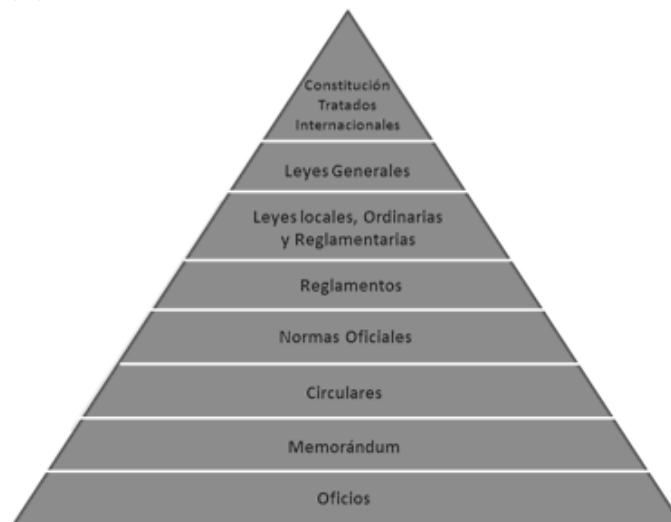 Constitución
Tratados
Internacionales
Leyes Generales
Leyes locales, Ordinarias
y Reglamentarias
Reglamentos
Normas Oficiales
Circulares
Memorándum
Oficios